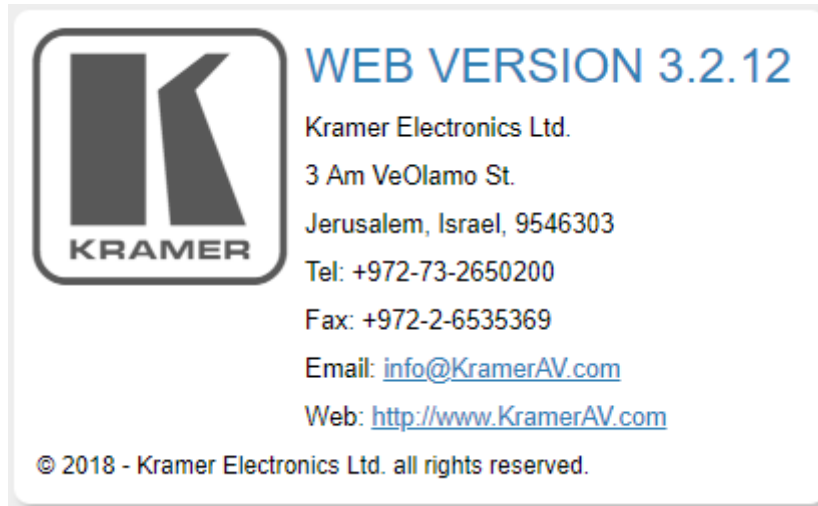 KRAMER
WEB VERSION 3.2.12
Kramer Electronics Ltd.
3 Am VeOlamo St.
Jerusalem, Israel, 9546303
Tel: +972-73-2650200
Fax: +972-2-6535369
Email: info@KramerAV.com
Web: http://www.KramerAV.com
© 2018 - Kramer Electronics Ltd. all rights reserved.